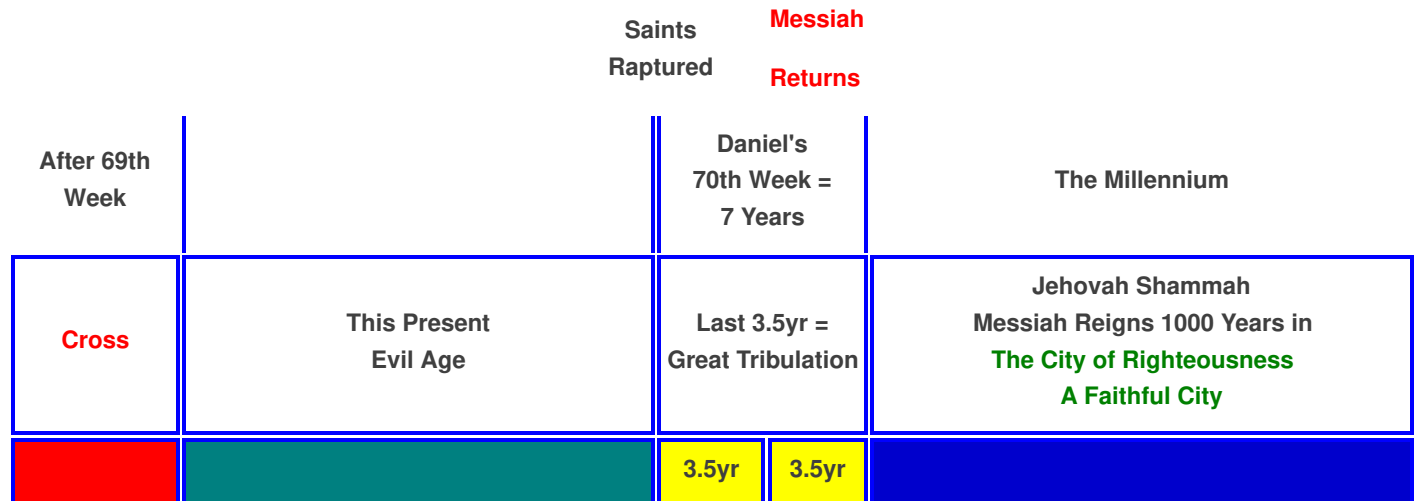 Saints
Raptured
Messiah
Returns
After 69th
Week
Daniel's
70th Week =
7 Years
The Millennium
Cross
This Present
Evil Age
Last 3.5yr =
Great Tribulation
Jehovah Shammah
Messiah Reigns 1000 Years in
The City of Righteousness
A Faithful City
3.5yr
3.5yr